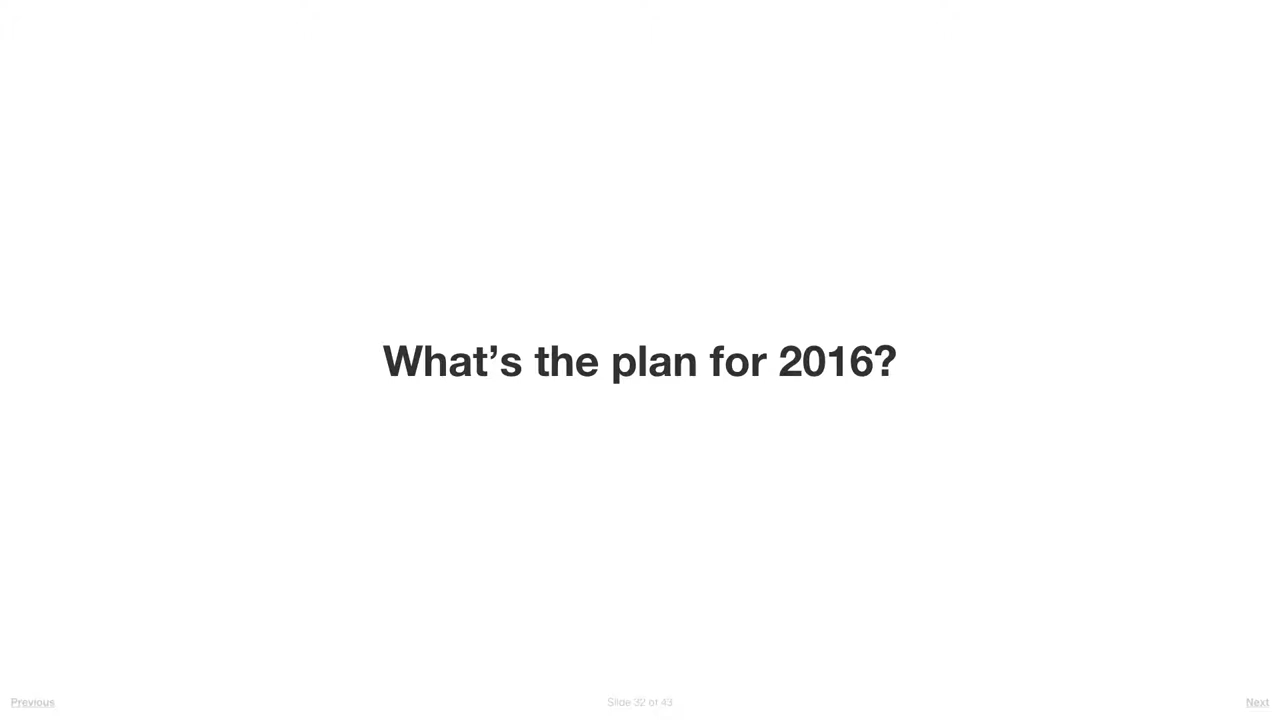 What’s the plan for 2016?
Previous
Slide 32 of 43
Next